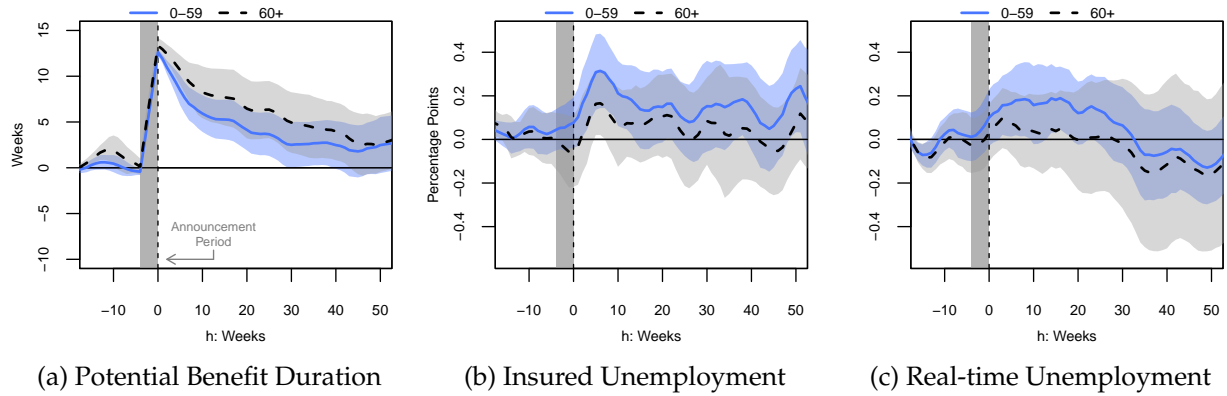 0–59 60+
Weeks
15
10
5
0
−5
−10
Announcement
Period
−10 0 10 20 30 40 50
h: Weeks
(a) Potential Benefit Duration
0–59 60+
Percentage Points
0.4
0.2
0.0
−0.2
−0.4
−10 0 10 20 30 40 50
h: Weeks
(b) Insured Unemployment
0–59 60+
0.4
0.2
0.0
−0.2
−0.4
−10 0 10 20 30 40 50
h: Weeks
(c) Real-time Unemployment